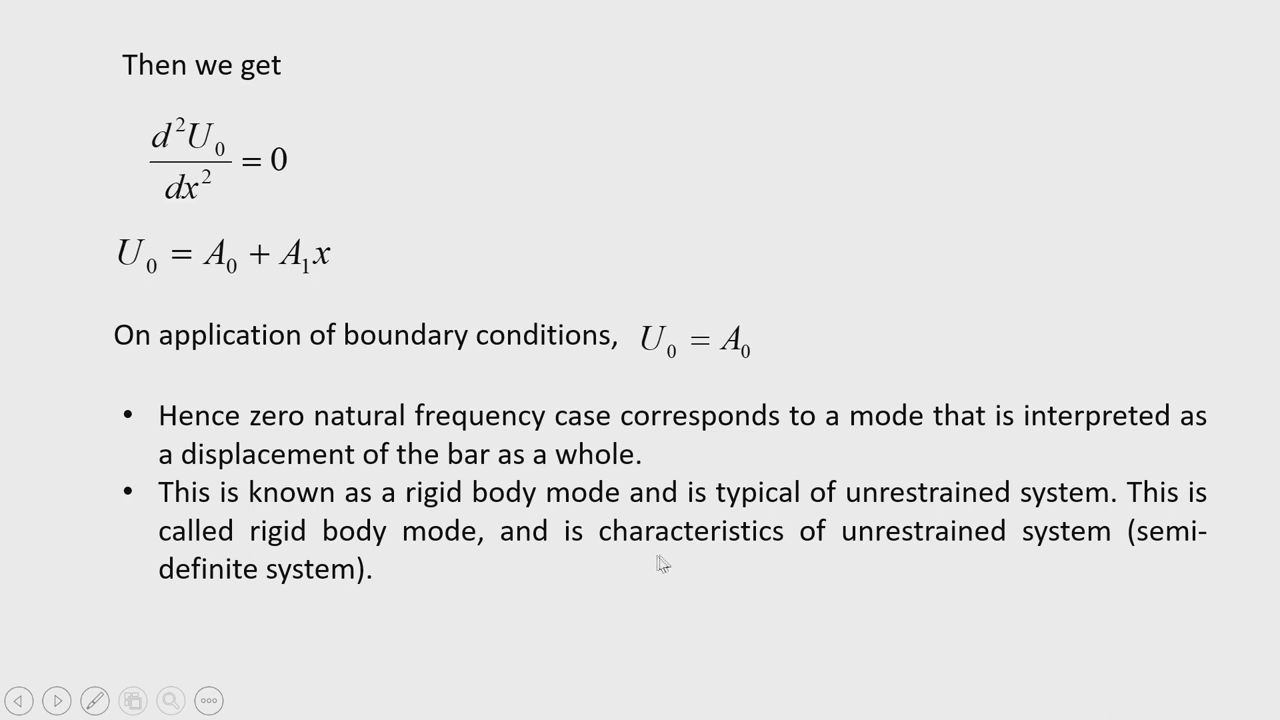 Then we get
d²U₀/dx² = 0
U₀ = A₀ + A₁x
On application of boundary conditions, U₀ = A₀
• Hence zero natural frequency case corresponds to a mode that is interpreted as
a displacement of the bar as a whole.
• This is known as a rigid body mode and is typical of unrestrained system. This is
called rigid body mode, and is characteristics of unrestrained system (semi-
definite system).